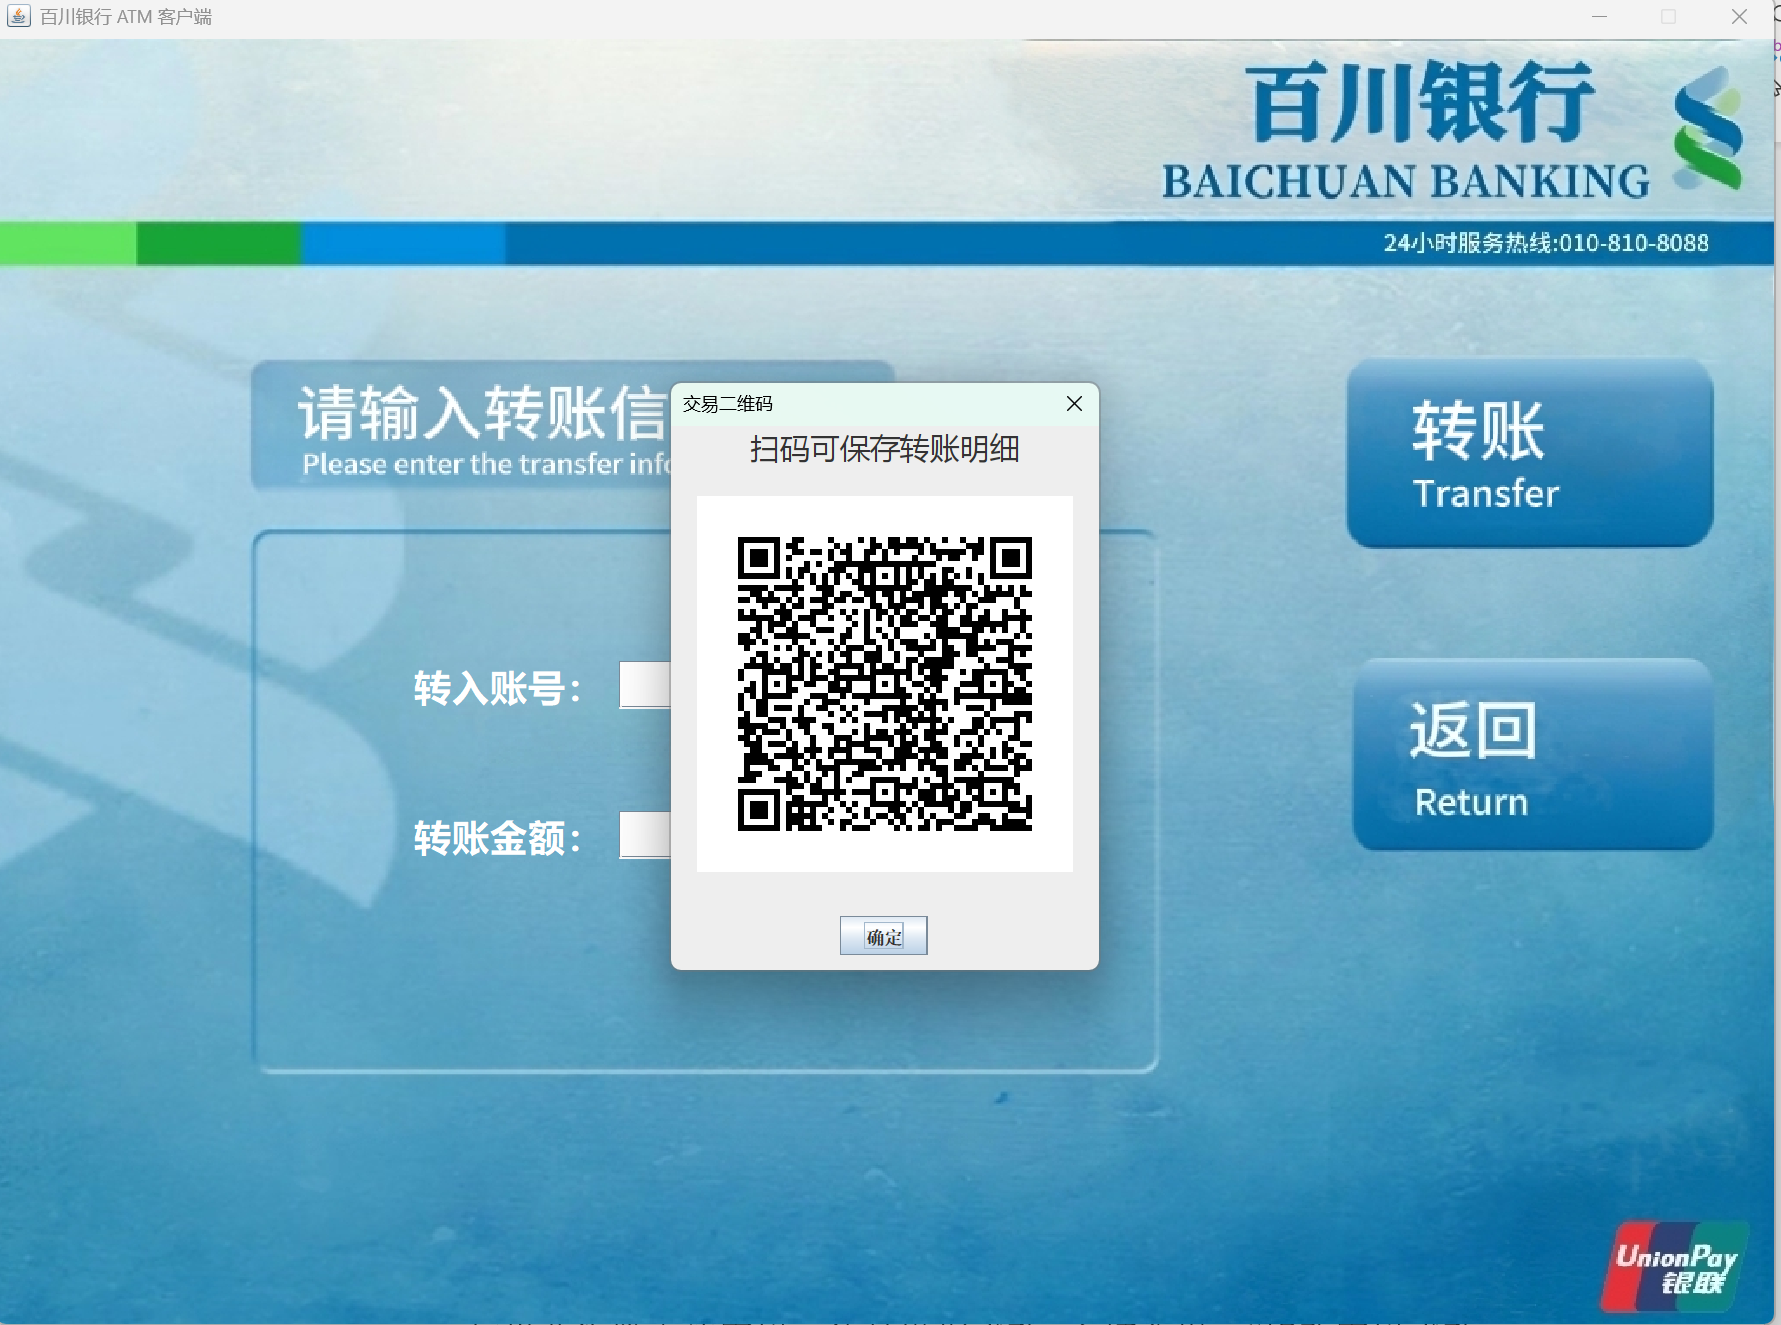 百川银行 ATM 客户端
百川银行
BAICHUAN BANKING
24小时服务热线:010-810-8088
请输入转账信
Please enter the transfer info
交易二维码
扫码可保存转账明细
转账
Transfer
转入账号：
返回
Return
转账金额：
确定
UnionPay
银联